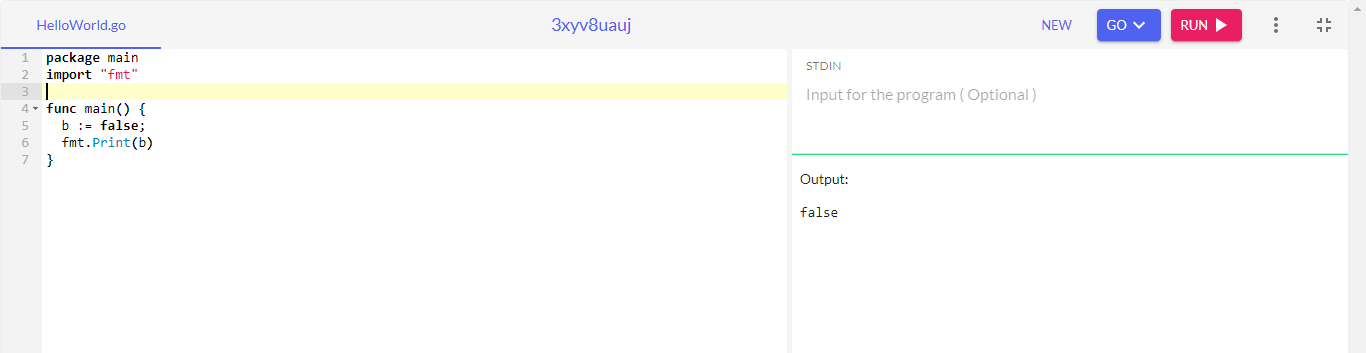 HelloWorld.go 3xyv8uauj NEW GO RUN
1 package main
2 import "fmt"
3
4 func main() {
5 b := false;
6 fmt.Print(b)
7 }
STDIN
Input for the program ( Optional )
Output:
false